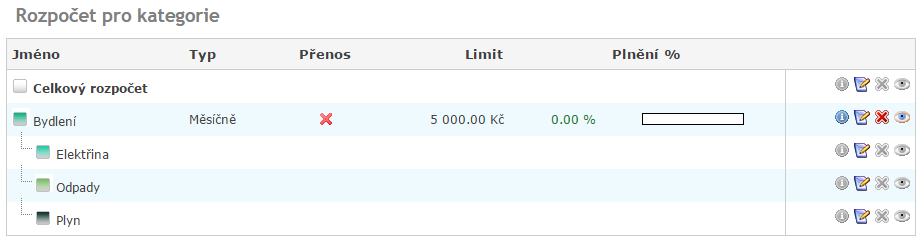 Rozpočet pro kategorie
Jméno Typ Přenos Limit Plnění %
Celkový rozpočet
Bydlení Měsíčně 5 000.00 Kč 0.00 %
Elektřina
Odpady
Plyn